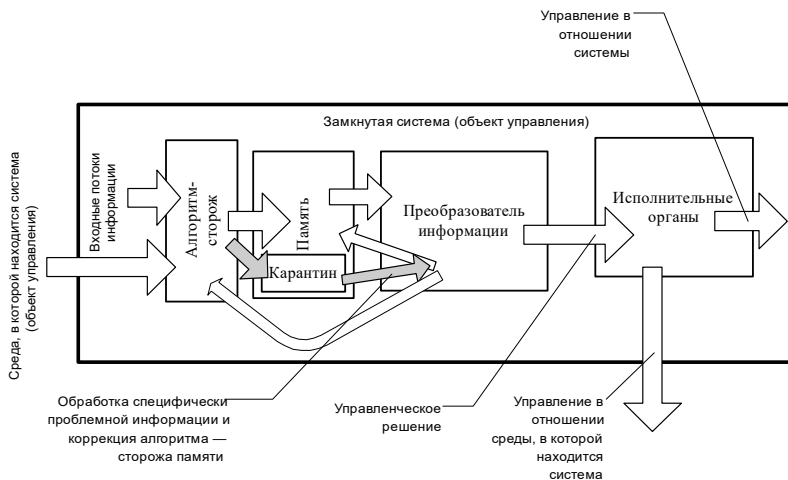 Управление в
отношении
системы
Замкнутая система (объект управления)
Среда, в которой находится система
(объект управления)
Входные потоки
информации
Алгоритм-
сторож
Память
Карантин
Преобразователь
информации
Исполнительные
органы
Обработка специфически
проблемной информации и
коррекция алгоритма —
сторожа памяти
Управленческое
решение
Управление в
отношении
среды, в которой
находится
система